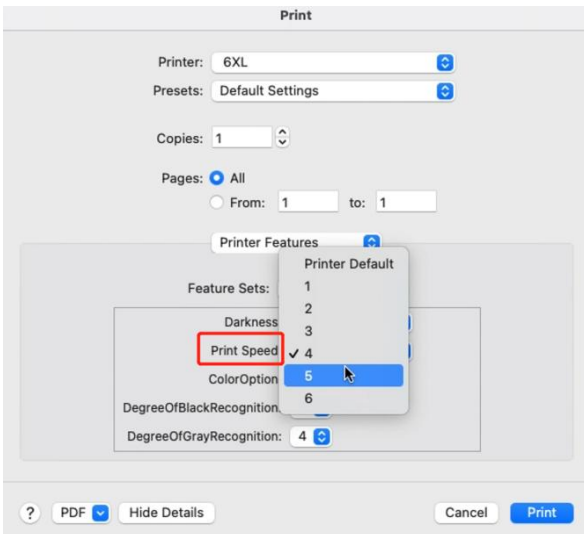 Print
Printer: 6XL
Presets: Default Settings
Copies: 1
Pages: All
From: 1 to: 1
Printer Features
Printer Default
Feature Sets: 1
2
Darkness 3
Print Speed ✓ 4
ColorOption 5
DegreeOfBlackRecognition 6
DegreeOfGrayRecognition: 4
? PDF Hide Details Cancel Print